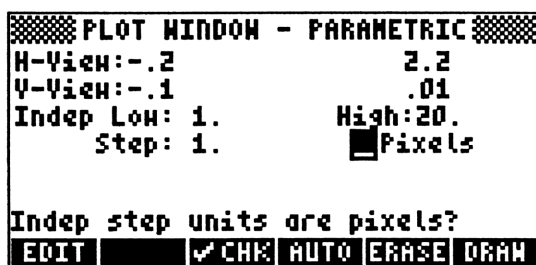 PLOT WINDOW - PARAMETRIC
H-View:-.2 2.2
V-View:-.1 .01
Indep Low: 1. High:20.
Step: 1. _Pixels
Indep step units are pixels?
EDIT ✓CHK AUTO ERASE DRAW